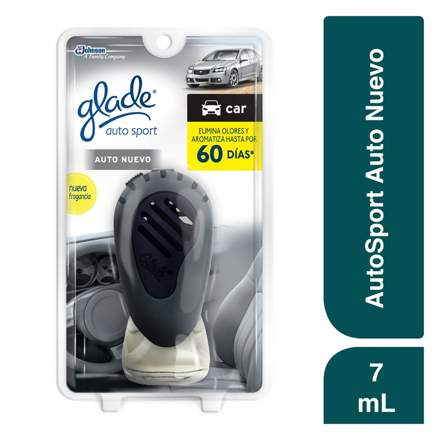 SC Johnson
A Family Company
glade®
auto sport
AUTO NUEVO
nueva
fragancia
car
ELIMINA OLORES Y
AROMATIZA HASTA POR
60 DÍAS*
glade
AutoSport Auto Nuevo
7
mL